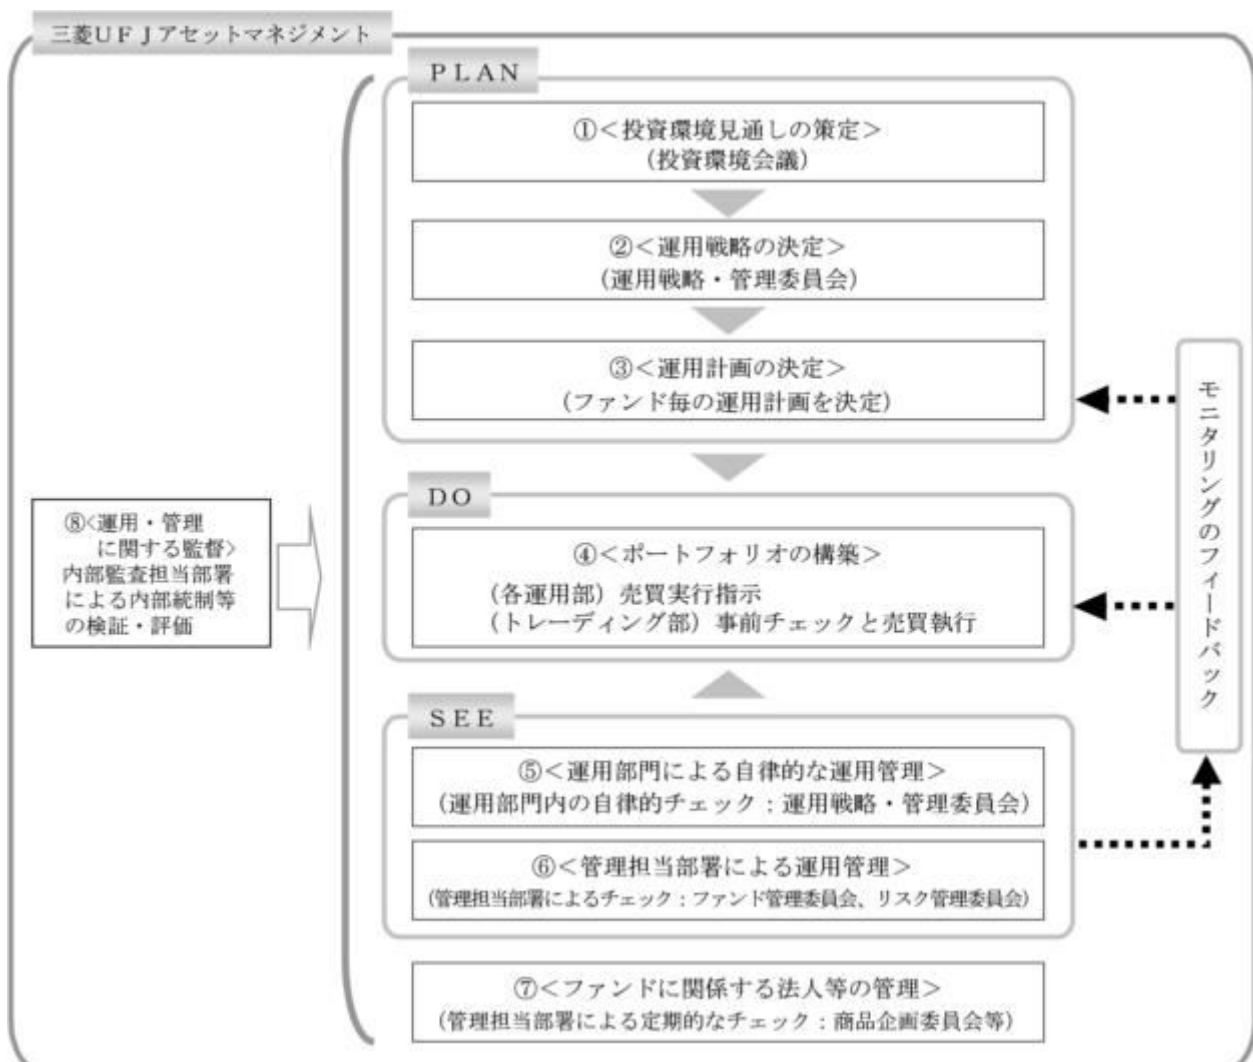 三菱UFJアセットマネジメント
PLAN
①<投資環境見通しの策定>
(投資環境会議)
②<運用戦略の決定>
(運用戦略・管理委員会)
③<運用計画の決定>
(ファンド毎の運用計画を決定)
DO
④<ポートフォリオの構築>
(各運用部)売買実行指示
(トレーディング部)事前チェックと売買執行
SEE
⑤<運用部門による自律的な運用管理>
(運用部門内の自律的チェック:運用戦略・管理委員会)
⑥<管理担当部署による運用管理>
(管理担当部署によるチェック:ファンド管理委員会、リスク管理委員会)
⑦<ファンドに関係する法人等の管理>
(管理担当部署による定期的なチェック:商品企画委員会等)
⑧<運用・管理
に関する監督>
内部監査担当部署
による内部統制等
の検証・評価
モニタリングのフィードバック